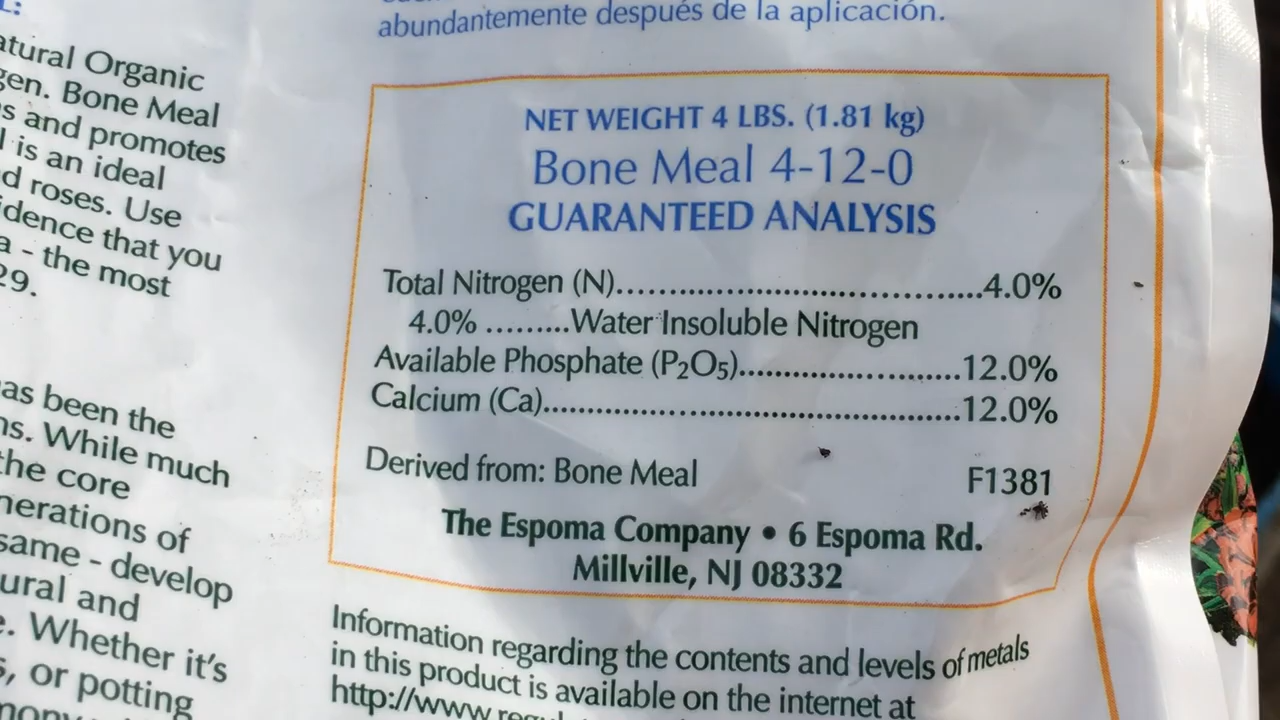 L:
atural Organic
gen. Bone Meal
s and promotes
l is an ideal
d roses. Use
idence that you
a - the most
29.
as been the
ns. While much
the core
nerations of
same - develop
ural and
e. Whether it's
s, or potting
abundantemente después de la aplicación.
NET WEIGHT 4 LBS. (1.81 kg)
Bone Meal 4-12-0
GUARANTEED ANALYSIS
Total Nitrogen (N)....................................4.0%
4.0% .........Water Insoluble Nitrogen
Available Phosphate (P₂O₅)........................12.0%
Calcium (Ca)............................................12.0%
Derived from: Bone Meal F1381
The Espoma Company • 6 Espoma Rd.
Millville, NJ 08332
Information regarding the contents and levels of metals
in this product is available on the internet at